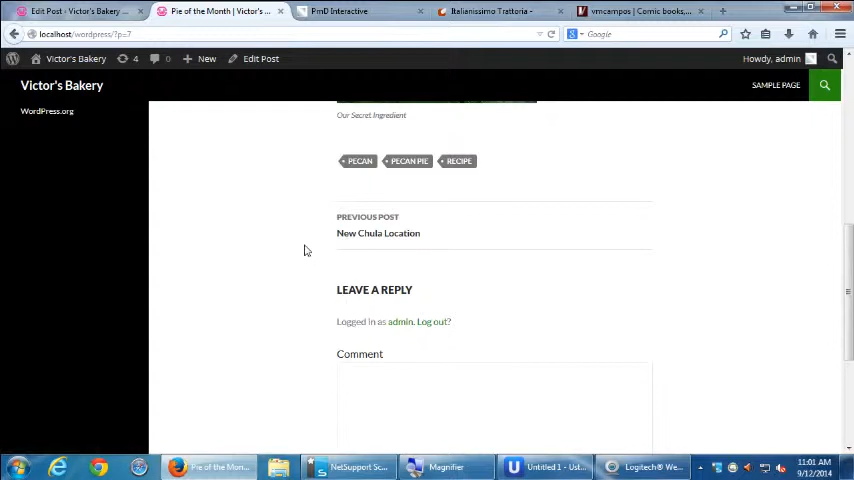 Edit Post ‹ Victor's Bakery ...
Pie of the Month | Victor's ...
PmD Interactive
Italianissimo Trattoria -
vmcampos | Comic books,...
localhost/wordpress/?p=7
Google
Victor's Bakery
4
0
New
Edit Post
Howdy, admin
Victor's Bakery
SAMPLE PAGE
WordPress.org
Our Secret Ingredient
PECAN
PECAN PIE
RECIPE
PREVIOUS POST
New Chula Location
LEAVE A REPLY
Logged in as admin. Log out?
Comment
Pie of the Mon...
NetSupport Sc...
Magnifier
Untitled 1 - Ust...
Logitech® We...
11:01 AM
9/12/2014